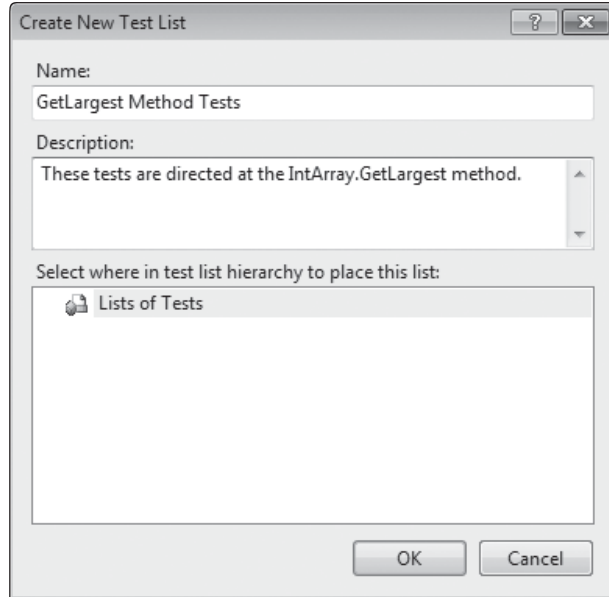 Create New Test List
Name:
GetLargest Method Tests
Description:
These tests are directed at the IntArray.GetLargest method.
Select where in test list hierarchy to place this list:
Lists of Tests
OK
Cancel